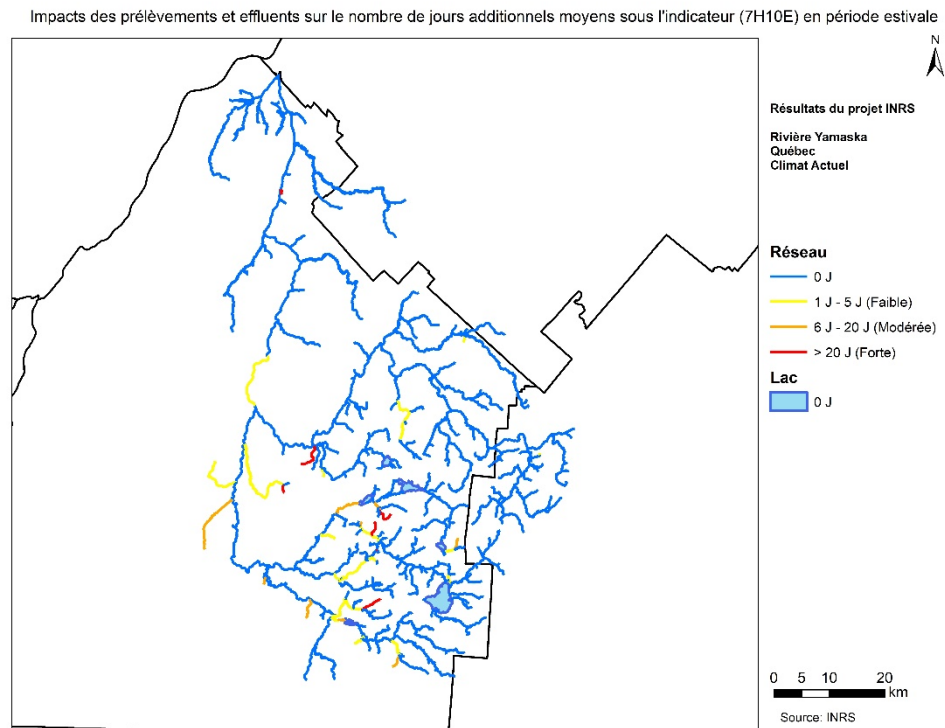 Impacts des prélèvements et effluents sur le nombre de jours additionnels moyens sous l'indicateur (7H10E) en période estivale
N
Résultats du projet INRS
Rivière Yamaska
Québec
Climat Actuel
Réseau
0 J
1 J - 5 J (Faible)
6 J - 20 J (Modérée)
> 20 J (Forte)
Lac
0 J
0 5 10 20
km
Source: INRS